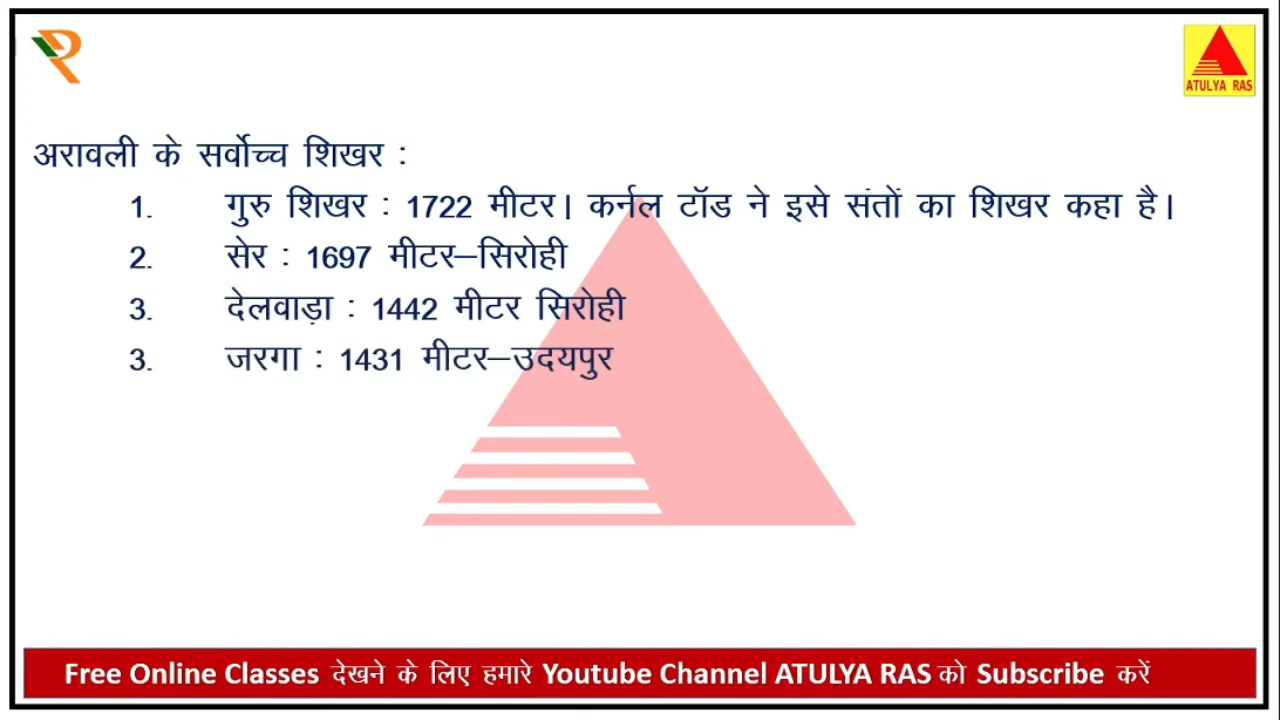 ATULYA RAS
अरावली के सर्वोच्च शिखर :
1. गुरु शिखर : 1722 मीटर। कर्नल टॉड ने इसे संतों का शिखर कहा है।
2. सेर : 1697 मीटर–सिरोही
3. देलवाड़ा : 1442 मीटर सिरोही
3. जरगा : 1431 मीटर–उदयपुर
Free Online Classes देखने के लिए हमारे Youtube Channel ATULYA RAS को Subscribe करें